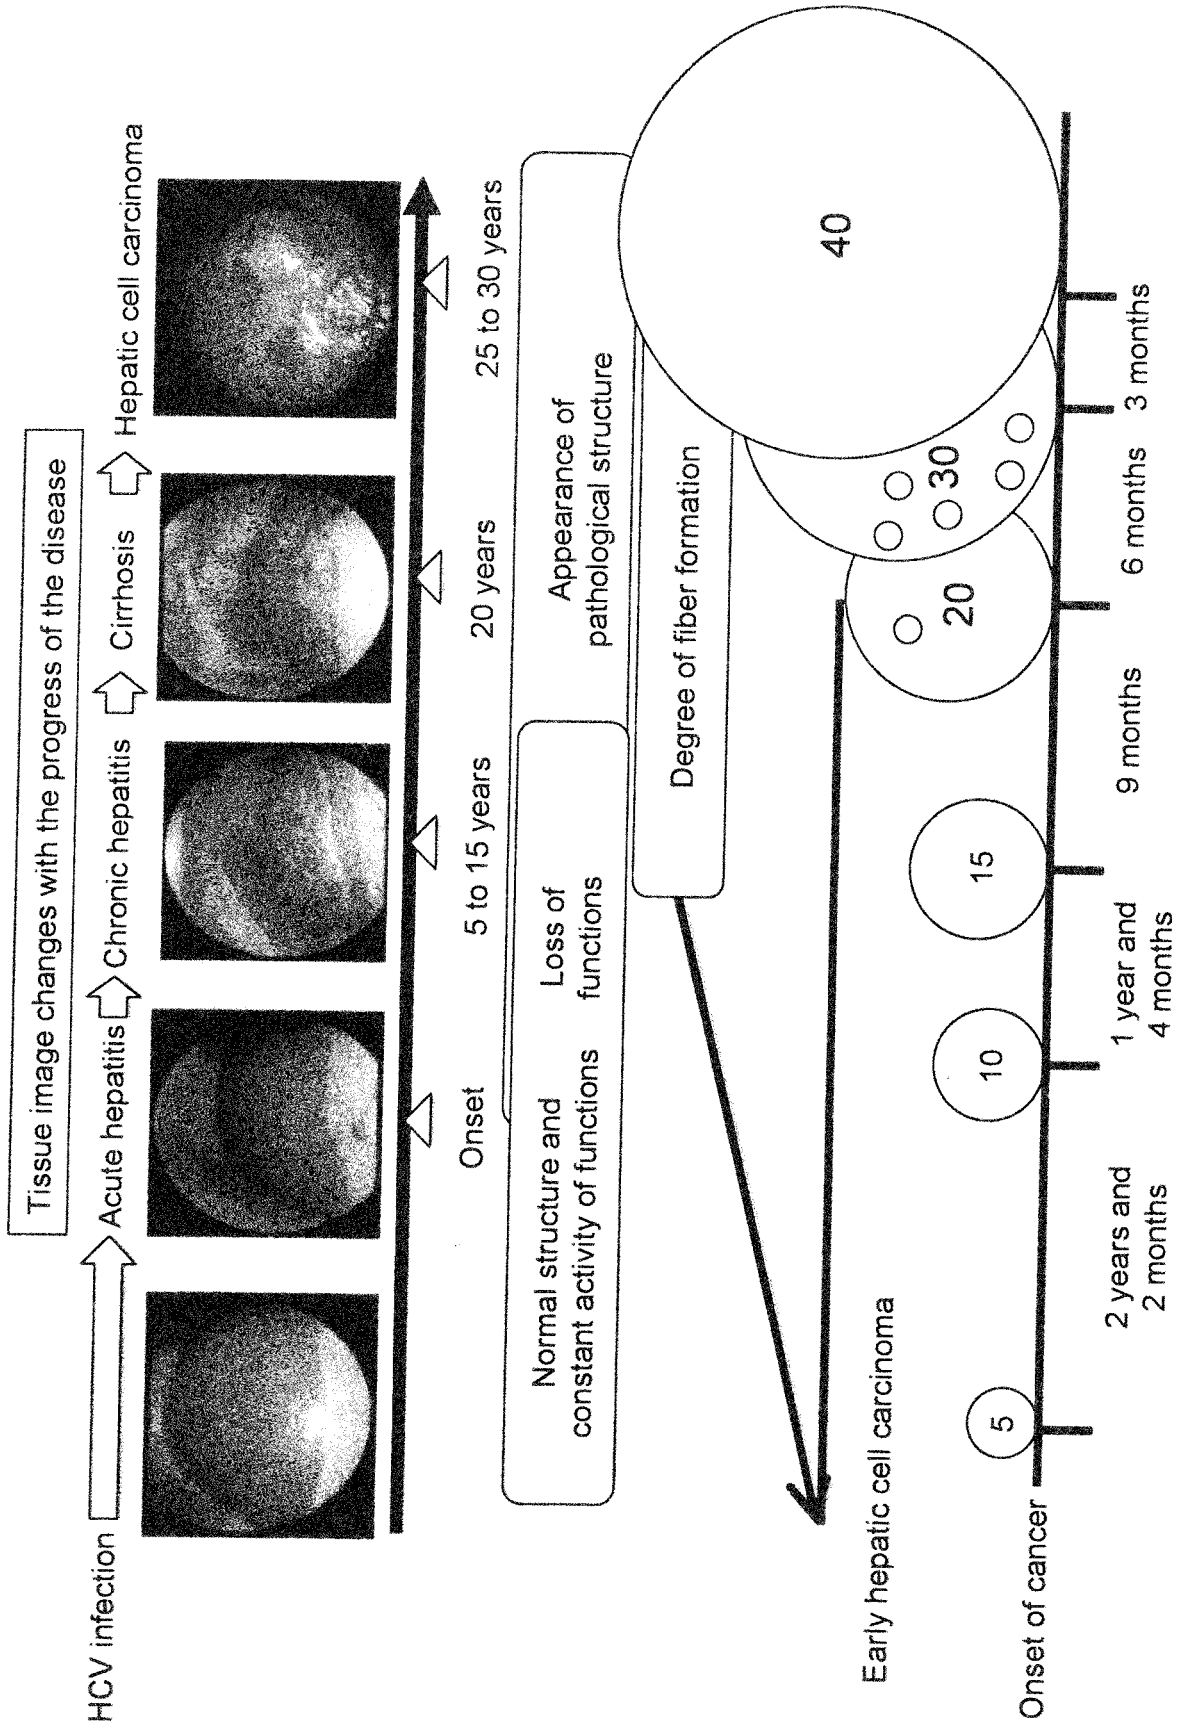 Tissue image changes with the progress of the disease
HCV infection
Acute hepatitis
Chronic hepatitis
Cirrhosis
Hepatic cell carcinoma
Onset
5 to 15 years
20 years
25 to 30 years
Normal structure and
constant activity of functions
Loss of
functions
Appearance of
pathological structure
Degree of fiber formation
Early hepatic cell carcinoma
5
10
15
20
30
40
Onset of cancer
2 years and
2 months
1 year and
4 months
9 months
6 months
3 months